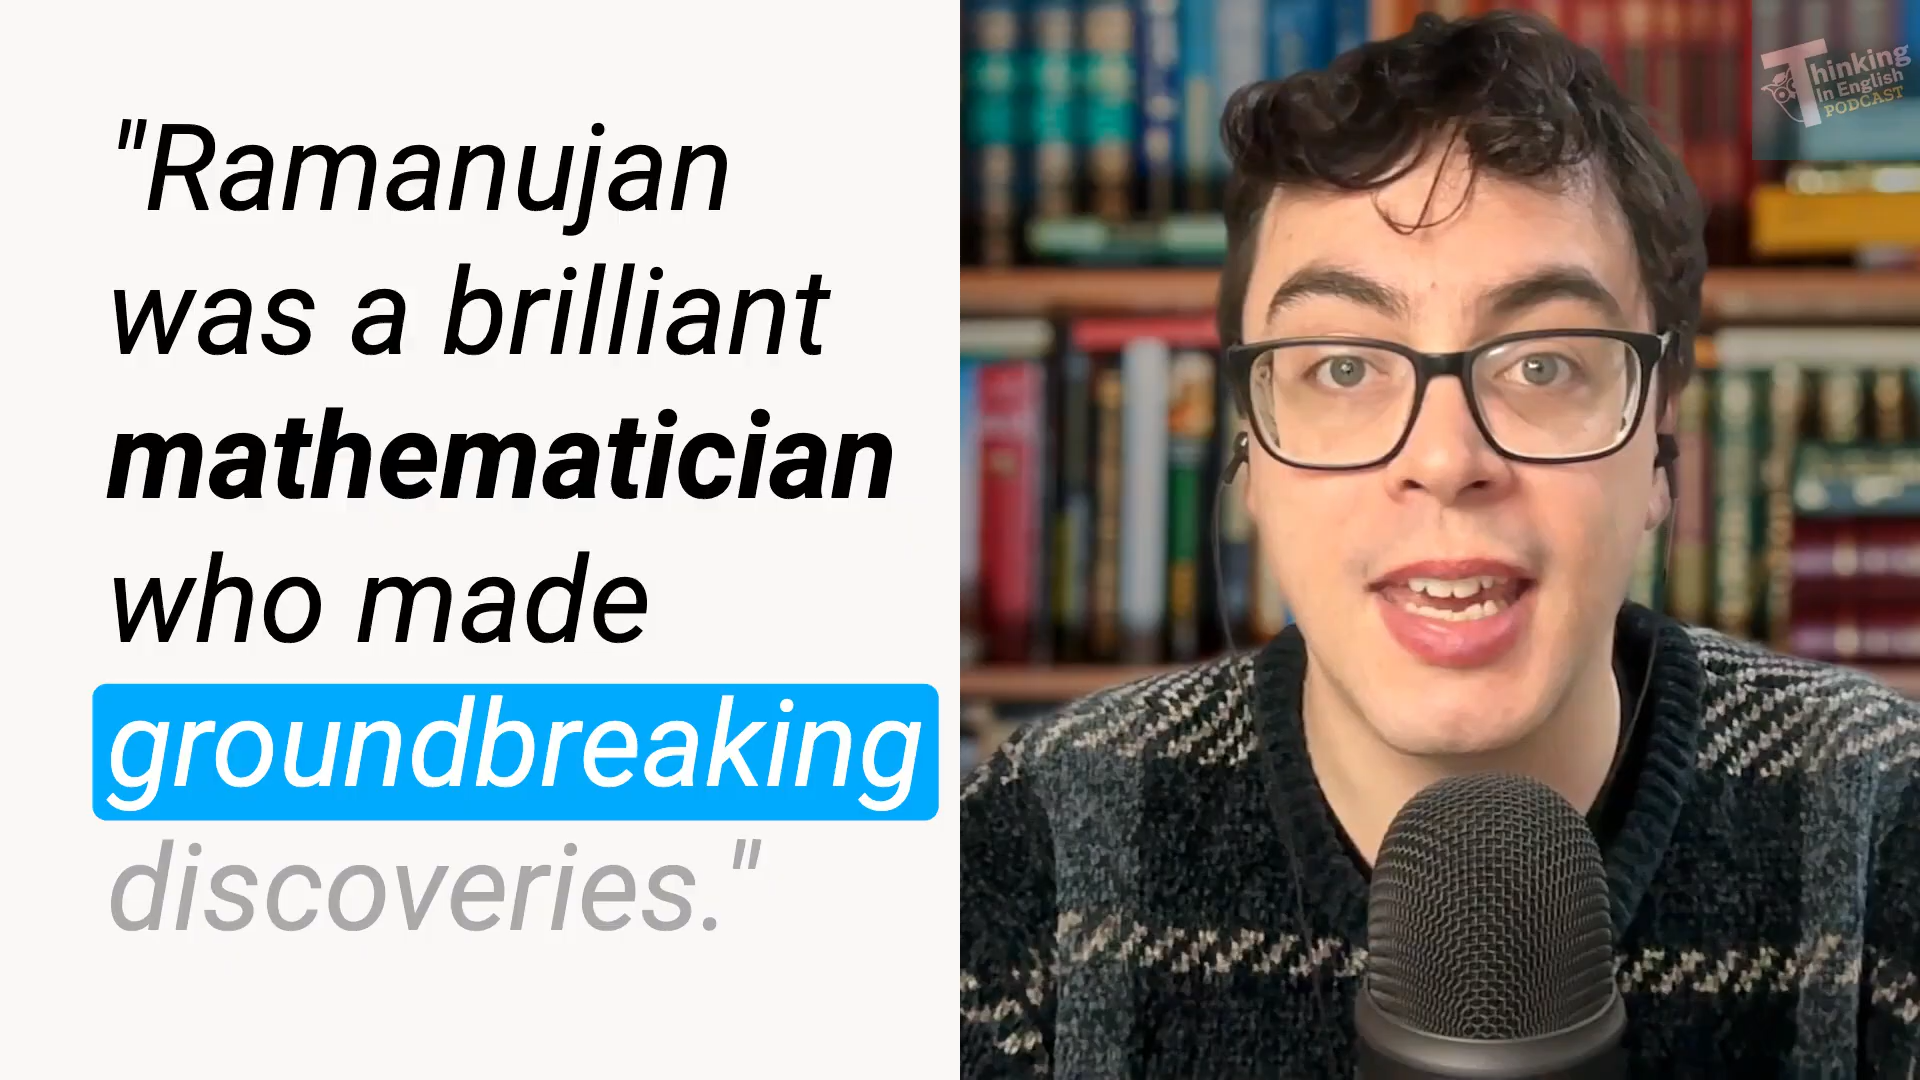 "Ramanujan
was a brilliant
mathematician
who made
groundbreaking
discoveries."
Thinking
In English
PODCAST